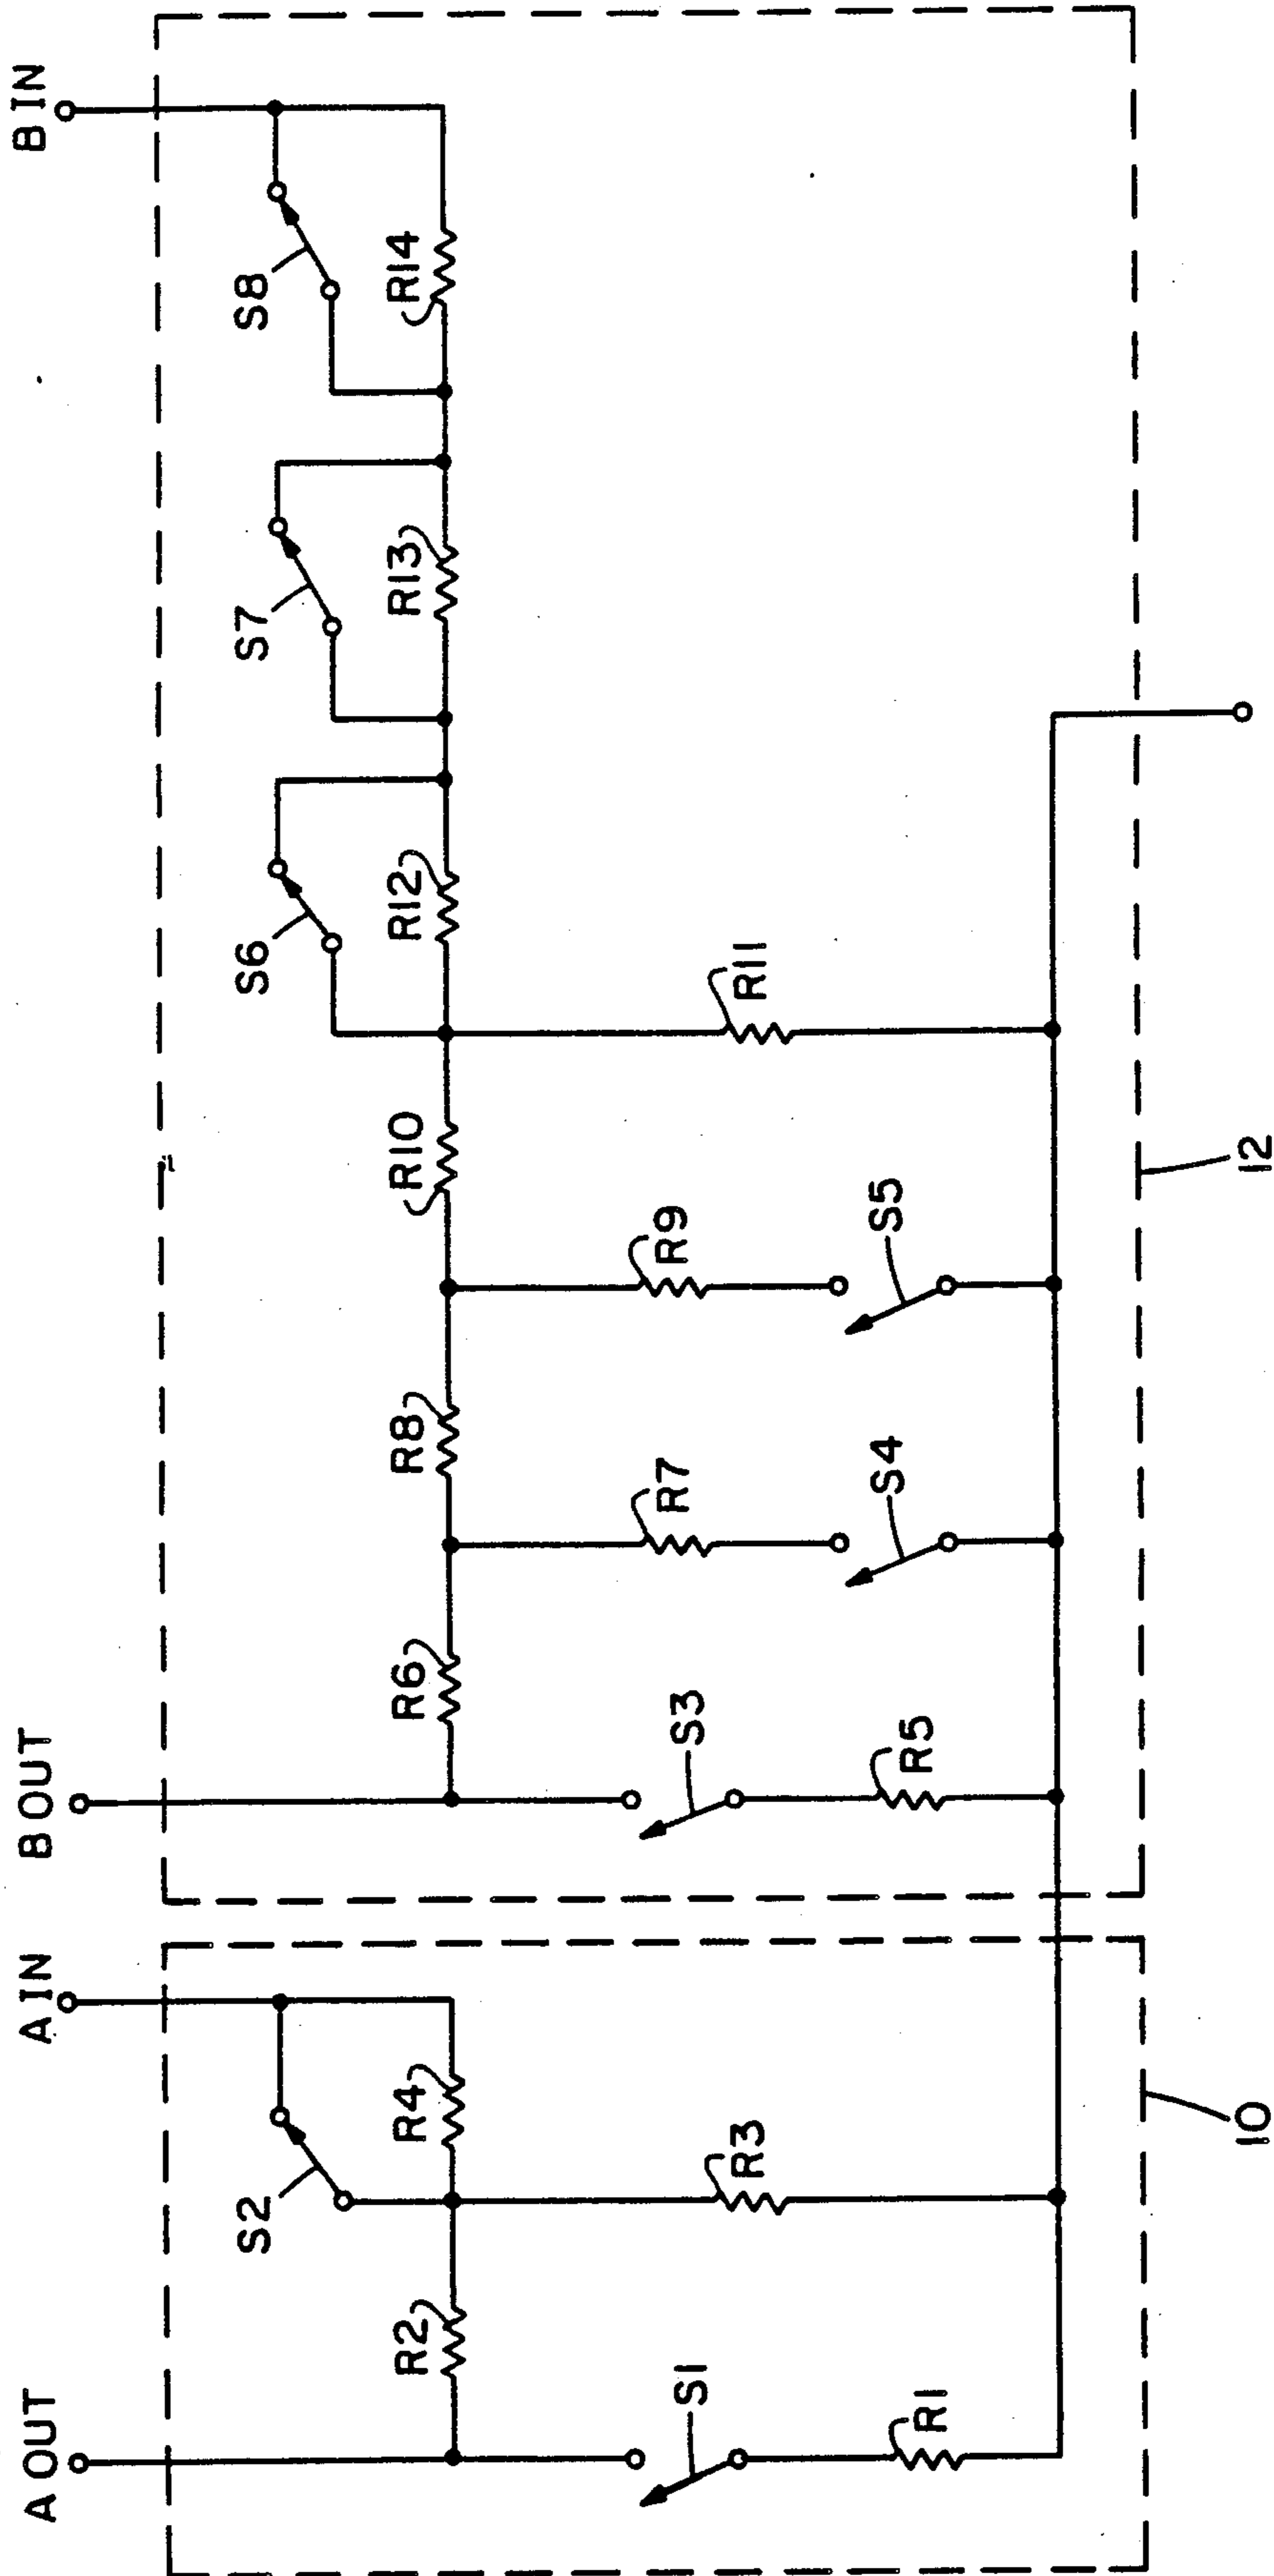 A OUT
A IN
B OUT
B IN
S2
S6
S7
S8
R2
R4
R6
R8
R10
R12
R13
R14
S1
R3
S3
R7
R9
R11
R1
R5
S4
S5
10
12